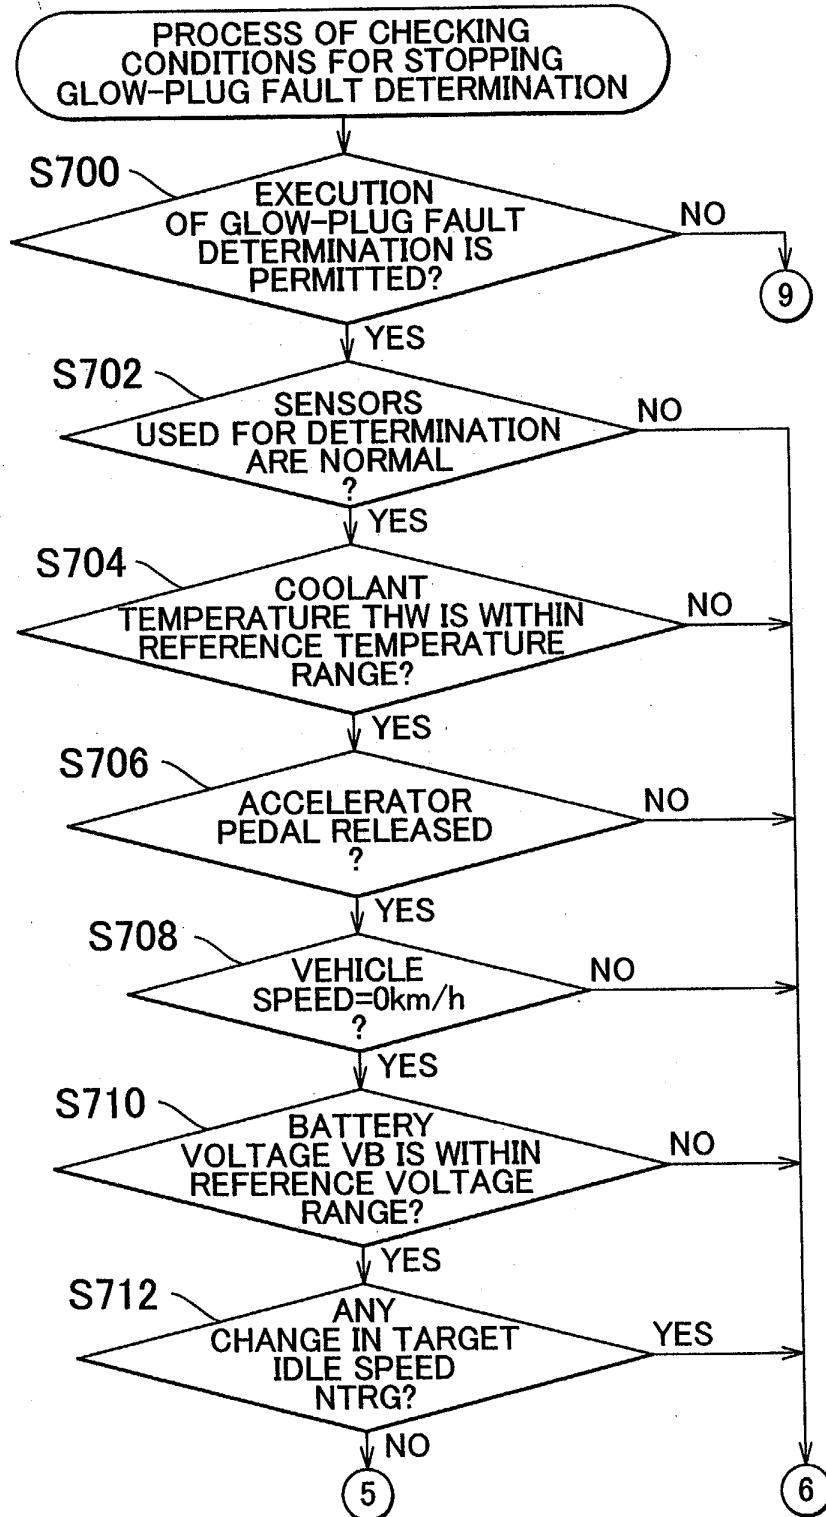 PROCESS OF CHECKING
CONDITIONS FOR STOPPING
GLOW-PLUG FAULT DETERMINATION
S700
EXECUTION
OF GLOW-PLUG FAULT
DETERMINATION IS
PERMITTED?
NO
9
YES
S702
SENSORS
USED FOR DETERMINATION
ARE NORMAL
?
NO
YES
S704
COOLANT
TEMPERATURE THW IS WITHIN
REFERENCE TEMPERATURE
RANGE?
NO
YES
S706
ACCELERATOR
PEDAL RELEASED
?
NO
YES
S708
VEHICLE
SPEED=0km/h
?
NO
YES
S710
BATTERY
VOLTAGE VB IS WITHIN
REFERENCE VOLTAGE
RANGE?
NO
YES
S712
ANY
CHANGE IN TARGET
IDLE SPEED
NTRG?
YES
NO
5
6